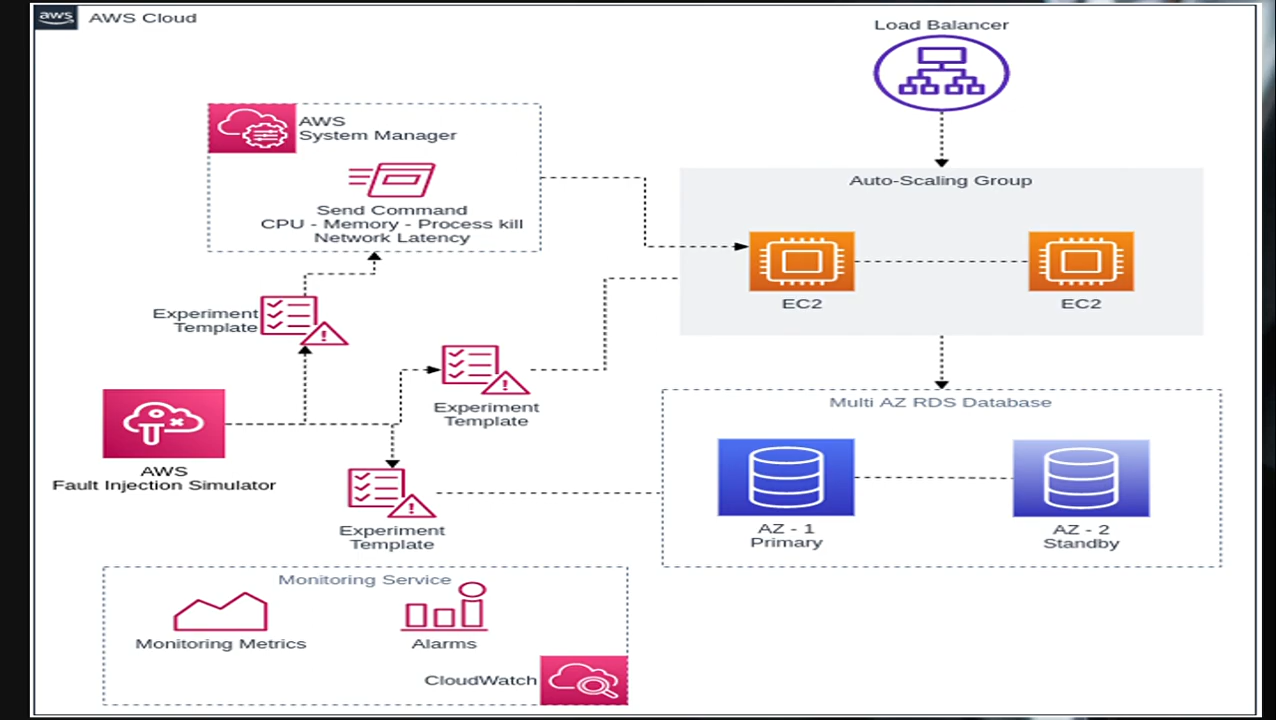 aws
AWS Cloud
Load Balancer
AWS
System Manager
Send Command
CPU - Memory - Process kill
Network Latency
Auto-Scaling Group
EC2
EC2
Experiment
Template
Experiment
Template
AWS
Fault Injection Simulator
Experiment
Template
Multi AZ RDS Database
AZ - 1
Primary
AZ - 2
Standby
Monitoring Service
Monitoring Metrics
Alarms
CloudWatch